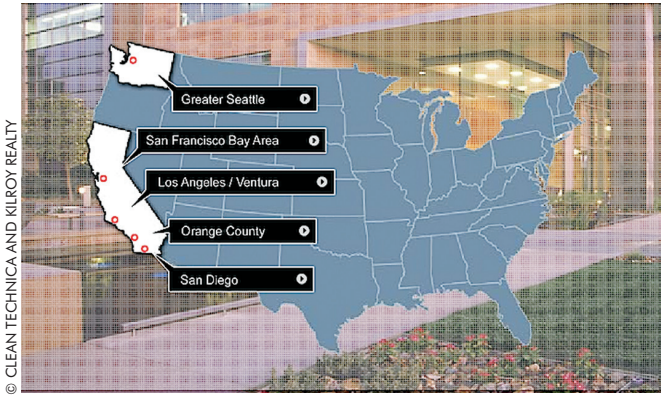 Greater Seattle
San Francisco Bay Area
Los Angeles / Ventura
Orange County
San Diego
© CLEAN TECHNICA AND KILROY REALTY